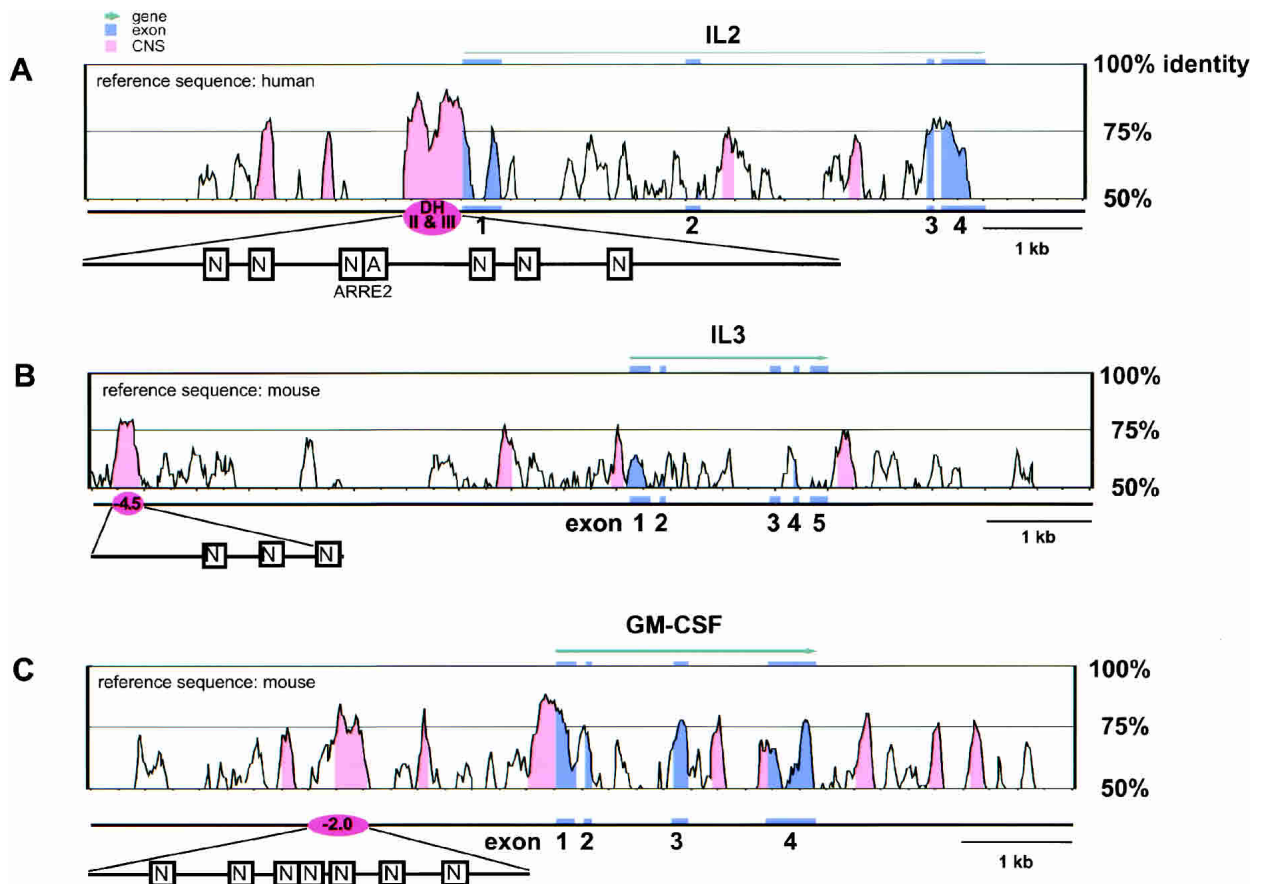 gene
exon
CNS
IL2
A
100% identity
reference sequence: human
75%
50%
DH
II & III
1 2 3 4
1 kb
N N N A N N N
ARRE2
IL3
B
100%
reference sequence: mouse
75%
50%
-4.5
exon 1 2 3 4 5
1 kb
N N N
GM-CSF
C
100%
reference sequence: mouse
75%
50%
-2.0
exon 1 2 3 4
1 kb
N N N N N N N